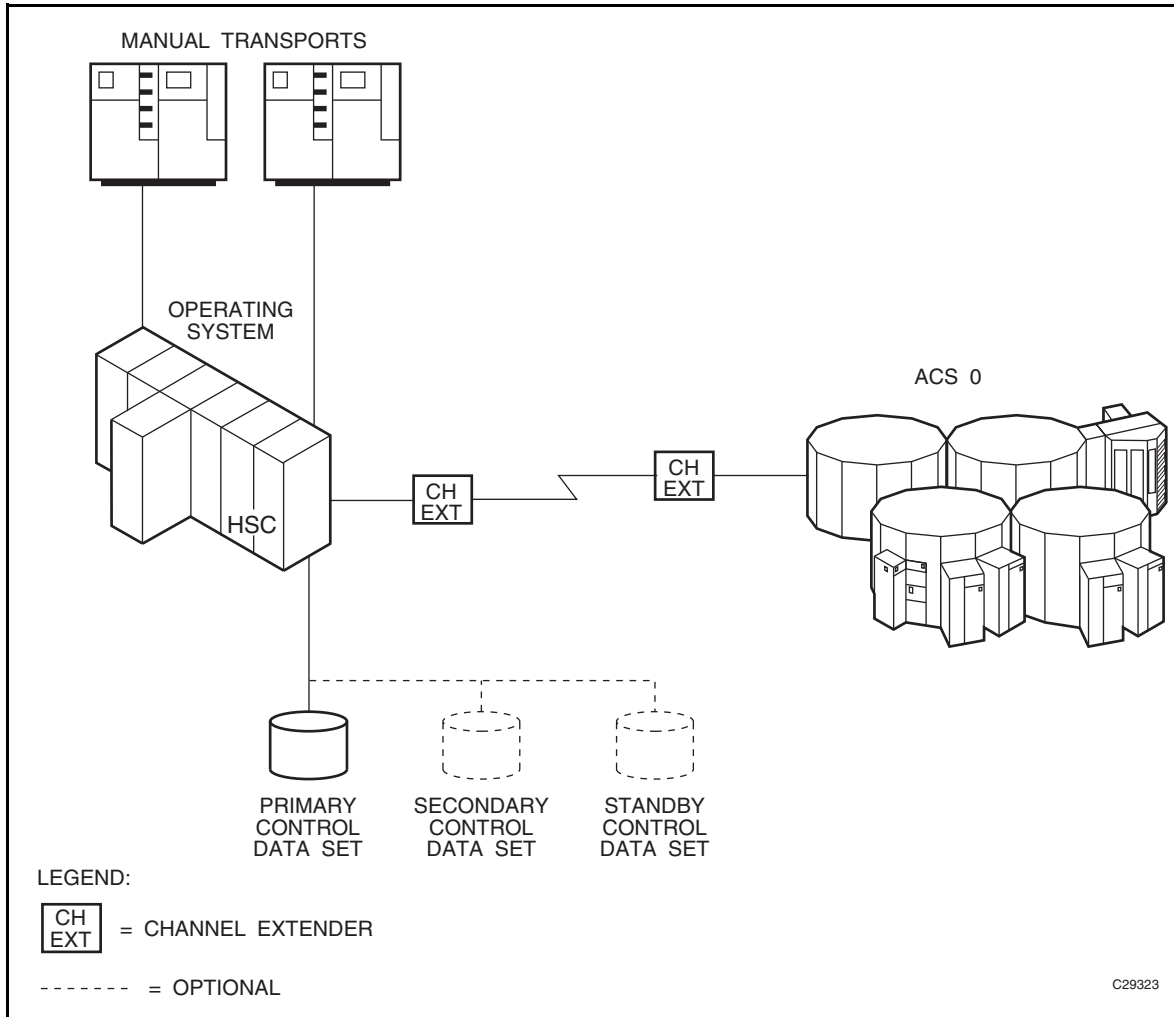 MANUAL TRANSPORTS
OPERATING
SYSTEM
HSC
CH
EXT
CH
EXT
ACS 0
PRIMARY
CONTROL
DATA SET
SECONDARY
CONTROL
DATA SET
STANDBY
CONTROL
DATA SET
LEGEND:
CH
EXT
= CHANNEL EXTENDER
= OPTIONAL
C29323